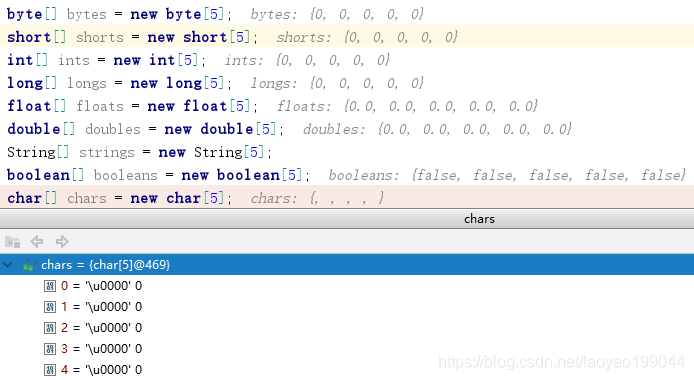 byte[] bytes = new byte[5]; bytes: {0, 0, 0, 0, 0}
short[] shorts = new short[5]; shorts: {0, 0, 0, 0, 0}
int[] ints = new int[5]; ints: {0, 0, 0, 0, 0}
long[] longs = new long[5]; longs: {0, 0, 0, 0, 0}
float[] floats = new float[5]; floats: {0.0, 0.0, 0.0, 0.0, 0.0}
double[] doubles = new double[5]; doubles: {0.0, 0.0, 0.0, 0.0, 0.0}
String[] strings = new String[5];
boolean[] booleans = new boolean[5]; booleans: {false, false, false, false, false}
char[] chars = new char[5]; chars: {, , , , }
chars
chars = {char[5]@469}
0 = '\u0000' 0
1 = '\u0000' 0
2 = '\u0000' 0
3 = '\u0000' 0
4 = '\u0000' 0
https://blog.csdn.net/laoyao199044